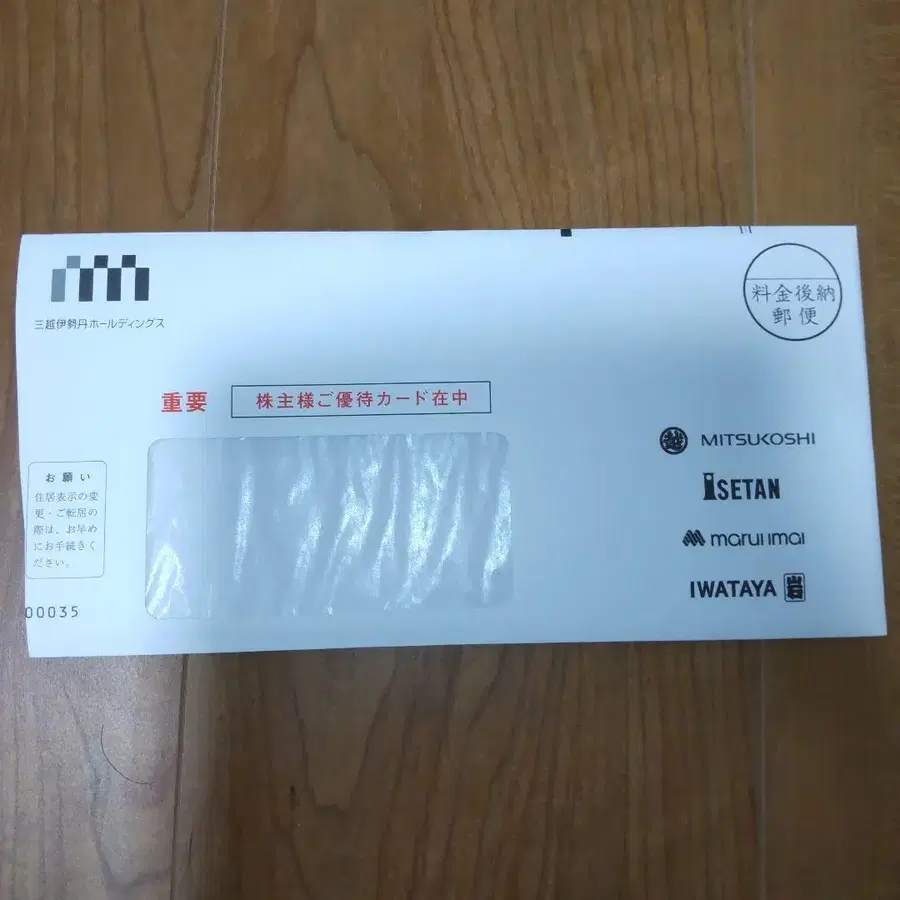 三越伊勢丹ホールディングス
料金後納
郵便
重要 株主様ご優待カード在中
越 MITSUKOSHI
ISETAN
marui imai
IWATAYA 岩
お願い
住居表示の変
更・ご転居の
際は、お早め
にお手続きく
ださい。
00035